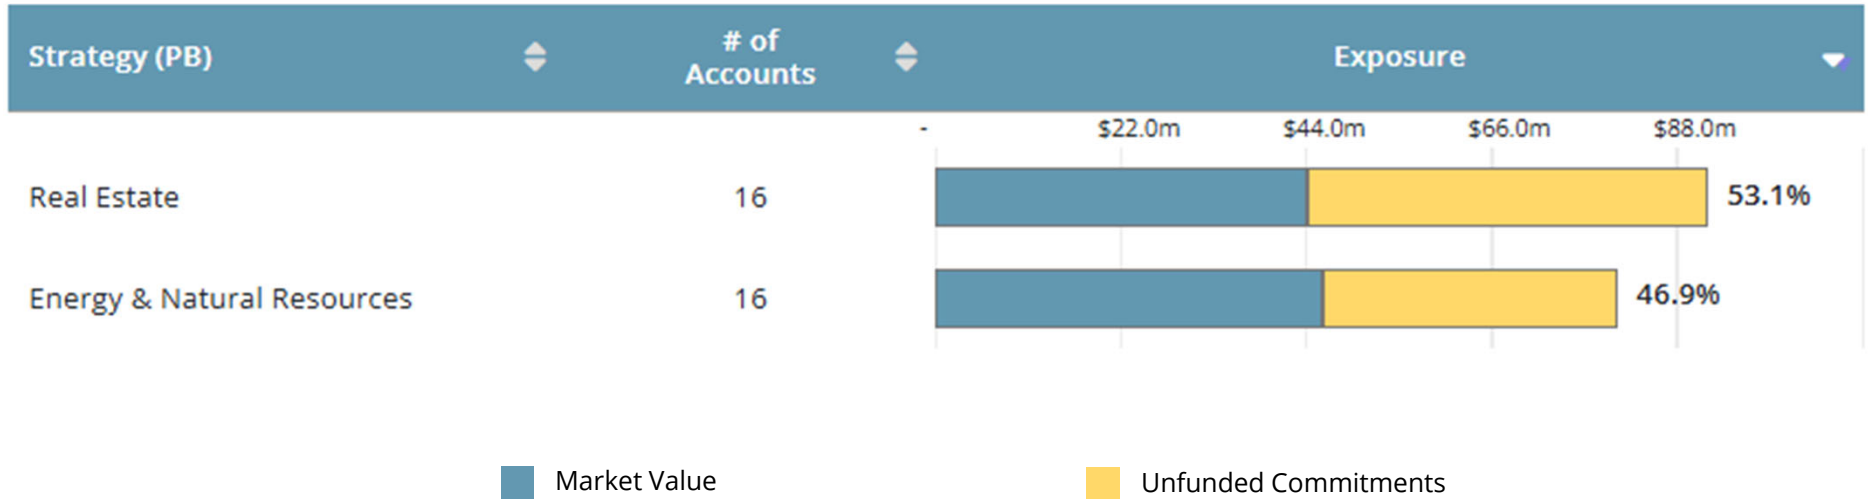 Strategy (PB) # of Accounts Exposure
- $22.0m $44.0m $66.0m $88.0m
Real Estate 16 53.1%
Energy & Natural Resources 16 46.9%
Market Value Unfunded Commitments